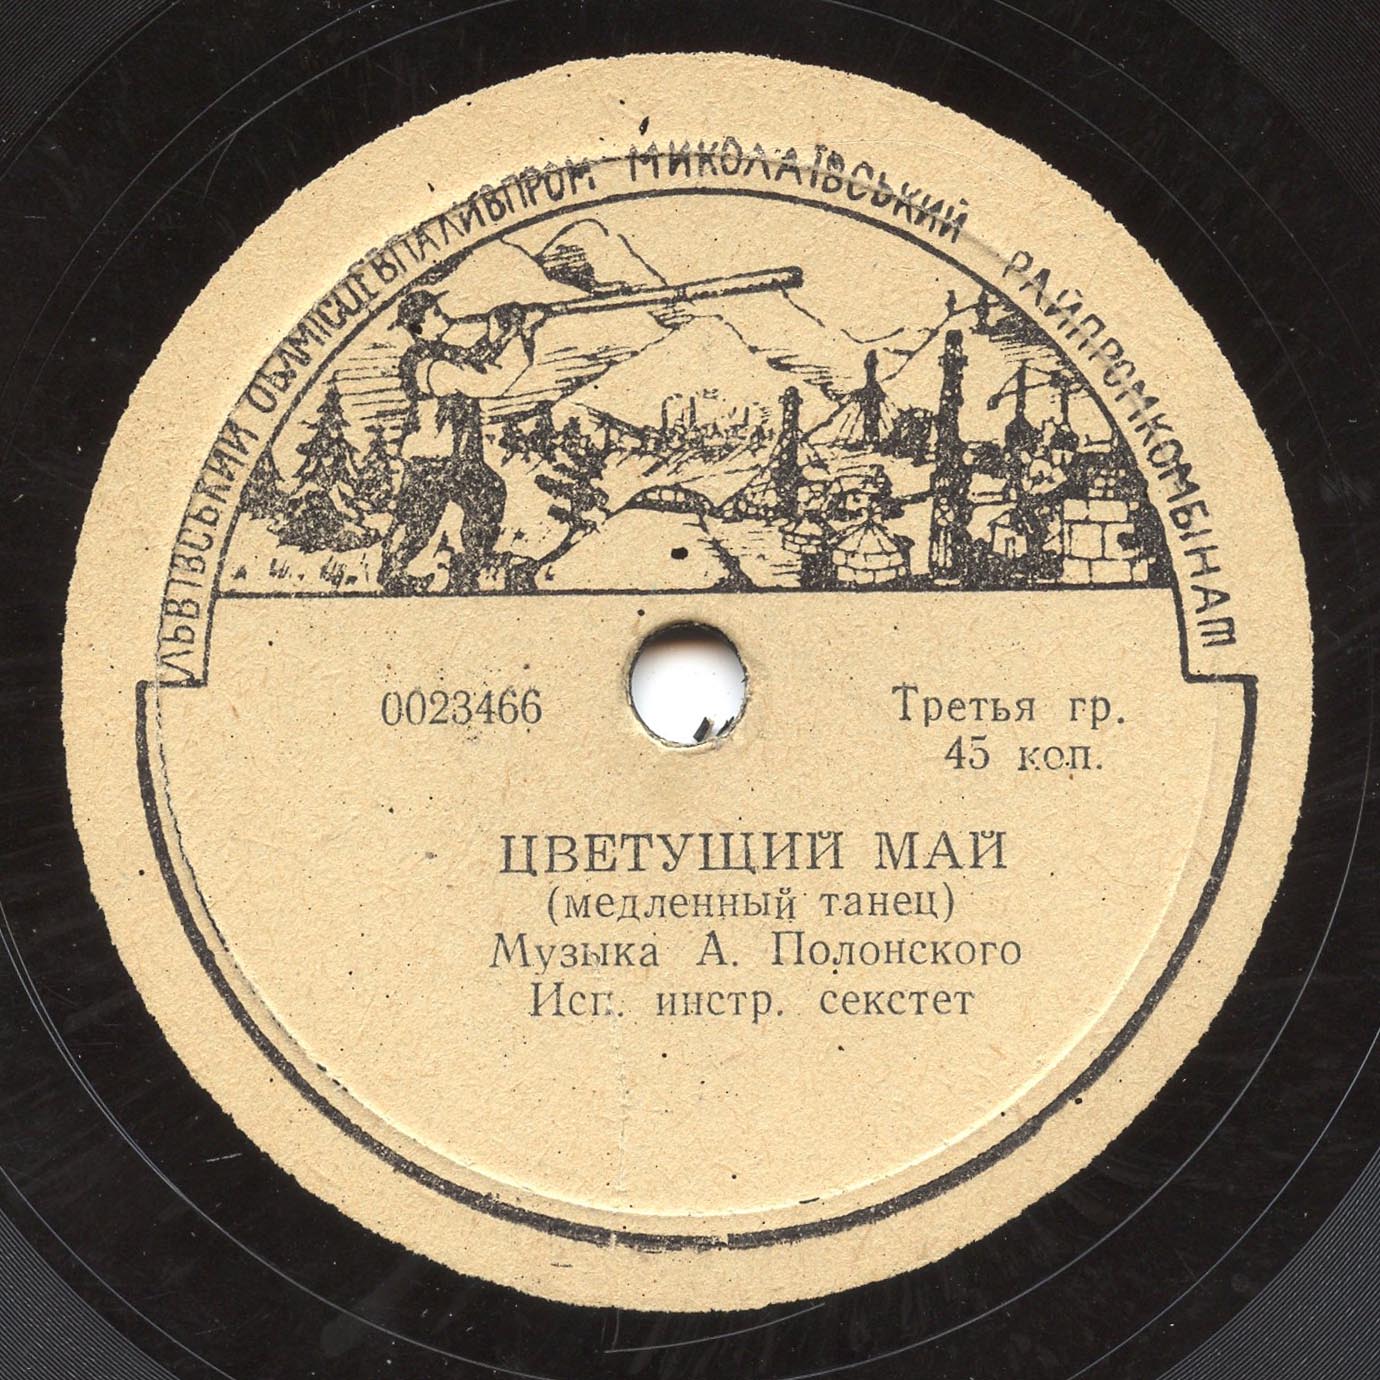 ЛЬВІВСЬКИЙ ОБЛМІСЦЕВПАЛИВПРОМ. МИКОЛАЇВСЬКИЙ РАЙПРОМКОМБІНАТ
0023466
Третья гр.
45 коп.
ЦВЕТУЩИЙ МАЙ
(медленный танец)
Музыка А. Полонского
Исп. инстр. секстет